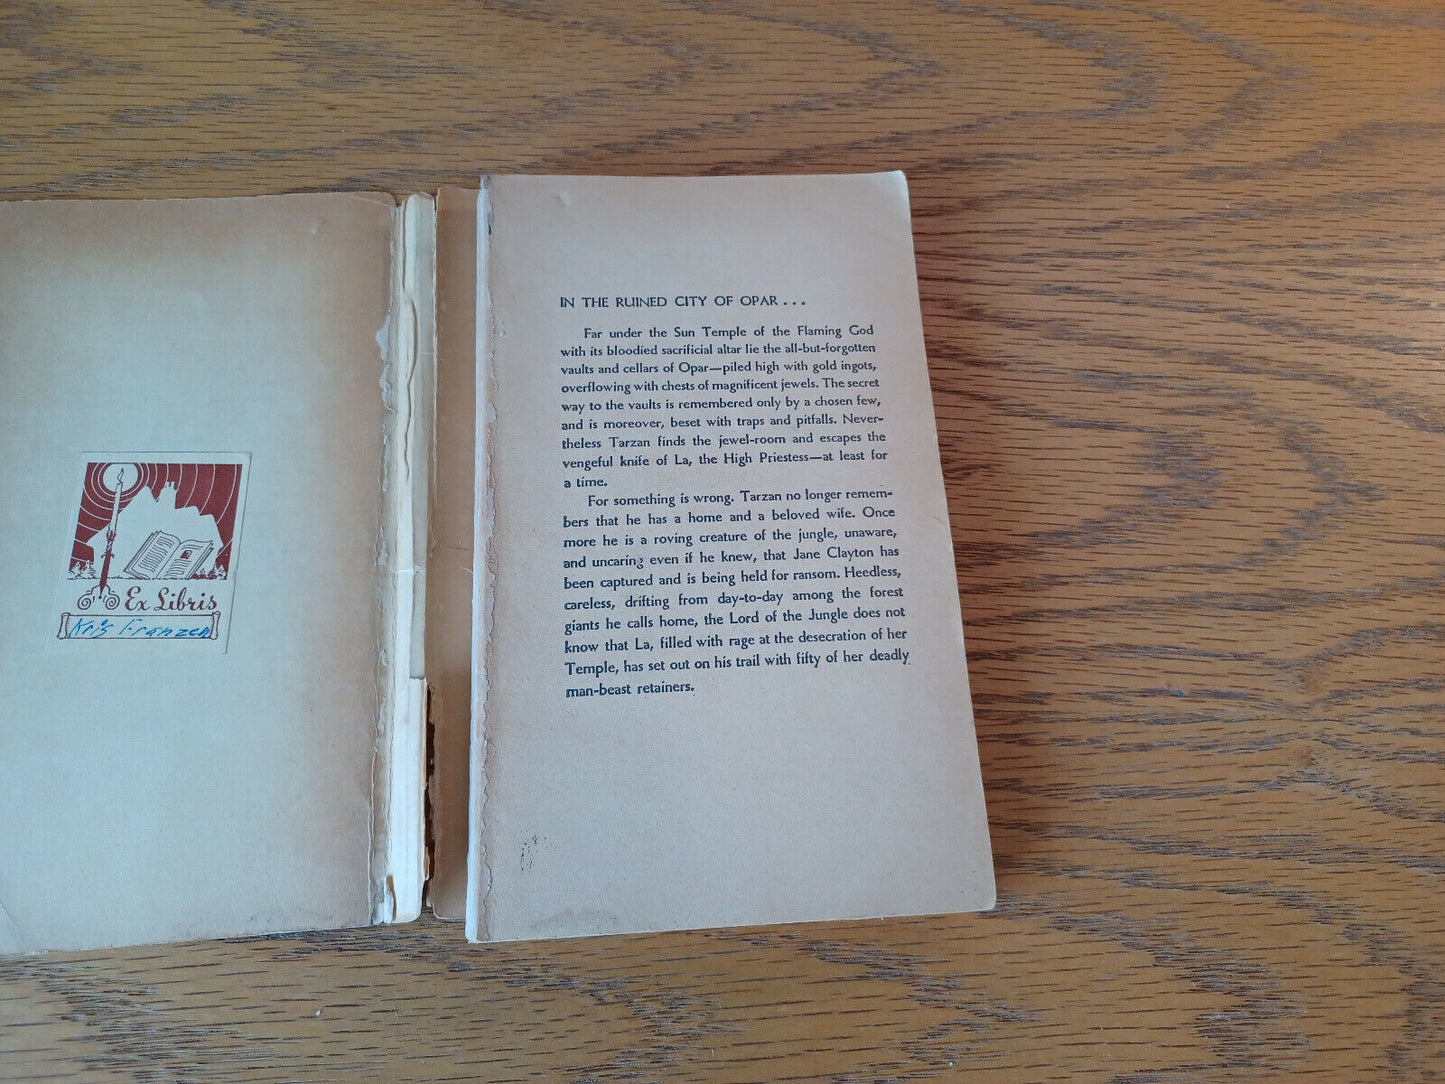 Ex Libris
Kris Franzen
IN THE RUINED CITY OF OPAR . . .
Far under the Sun Temple of the Flaming God
with its bloodied sacrificial altar lie the all-but-forgotten
vaults and cellars of Opar—piled high with gold ingots,
overflowing with chests of magnificent jewels. The secret
way to the vaults is remembered only by a chosen few,
and is moreover, beset with traps and pitfalls. Never-
theless Tarzan finds the jewel-room and escapes the
vengeful knife of La, the High Priestess—at least for
a time.
For something is wrong. Tarzan no longer remem-
bers that he has a home and a beloved wife. Once
more he is a roving creature of the jungle, unaware,
and uncaring even if he knew, that Jane Clayton has
been captured and is being held for ransom. Heedless,
careless, drifting from day-to-day among the forest
giants he calls home, the Lord of the Jungle does not
know that La, filled with rage at the desecration of her
Temple, has set out on his trail with fifty of her deadly
man-beast retainers.